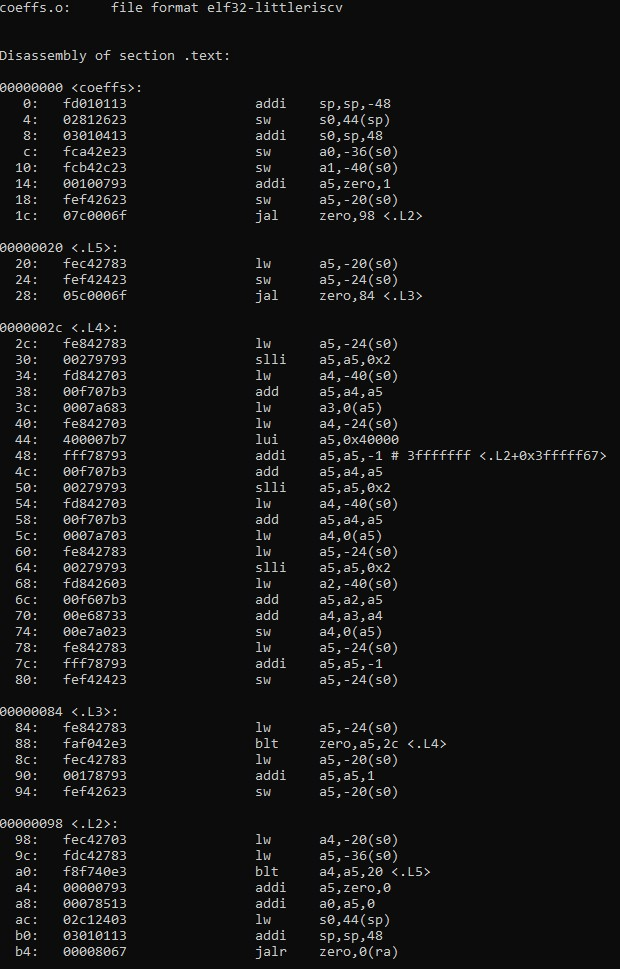 coeffs.o:     file format elf32-littleriscv
Disassembly of section .text:
00000000 <coeffs>:
   0:   fd010113                addi    sp,sp,-48
   4:   02812623                sw      s0,44(sp)
   8:   03010413                addi    s0,sp,48
   c:   fca42e23                sw      a0,-36(s0)
  10:   fcb42c23                sw      a1,-40(s0)
  14:   00100793                addi    a5,zero,1
  18:   fef42623                sw      a5,-20(s0)
  1c:   07c0006f                jal     zero,98 <.L2>
00000020 <.L5>:
  20:   fec42783                lw      a5,-20(s0)
  24:   fef42423                sw      a5,-24(s0)
  28:   05c0006f                jal     zero,84 <.L3>
0000002c <.L4>:
  2c:   fe842783                lw      a5,-24(s0)
  30:   00279793                slli    a5,a5,0x2
  34:   fd842703                lw      a4,-40(s0)
  38:   00f707b3                add     a5,a4,a5
  3c:   0007a683                lw      a3,0(a5)
  40:   fe842703                lw      a4,-24(s0)
  44:   400007b7                lui     a5,0x40000
  48:   fff78793                addi    a5,a5,-1 # 3fffffff <.L2+0x3fffff67>
  4c:   00f707b3                add     a5,a4,a5
  50:   00279793                slli    a5,a5,0x2
  54:   fd842703                lw      a4,-40(s0)
  58:   00f707b3                add     a5,a4,a5
  5c:   0007a703                lw      a4,0(a5)
  60:   fe842783                lw      a5,-24(s0)
  64:   00279793                slli    a5,a5,0x2
  68:   fd842603                lw      a2,-40(s0)
  6c:   00f607b3                add     a5,a2,a5
  70:   00e68733                add     a4,a3,a4
  74:   00e7a023                sw      a4,0(a5)
  78:   fe842783                lw      a5,-24(s0)
  7c:   fff78793                addi    a5,a5,-1
  80:   fef42423                sw      a5,-24(s0)
00000084 <.L3>:
  84:   fe842783                lw      a5,-24(s0)
  88:   faf042e3                blt     zero,a5,2c <.L4>
  8c:   fec42783                lw      a5,-20(s0)
  90:   00178793                addi    a5,a5,1
  94:   fef42623                sw      a5,-20(s0)
00000098 <.L2>:
  98:   fec42703                lw      a4,-20(s0)
  9c:   fdc42783                lw      a5,-36(s0)
  a0:   f8f740e3                blt     a4,a5,20 <.L5>
  a4:   00000793                addi    a5,zero,0
  a8:   00078513                addi    a0,a5,0
  ac:   02c12403                lw      s0,44(sp)
  b0:   03010113                addi    sp,sp,48
  b4:   00008067                jalr    zero,0(ra)